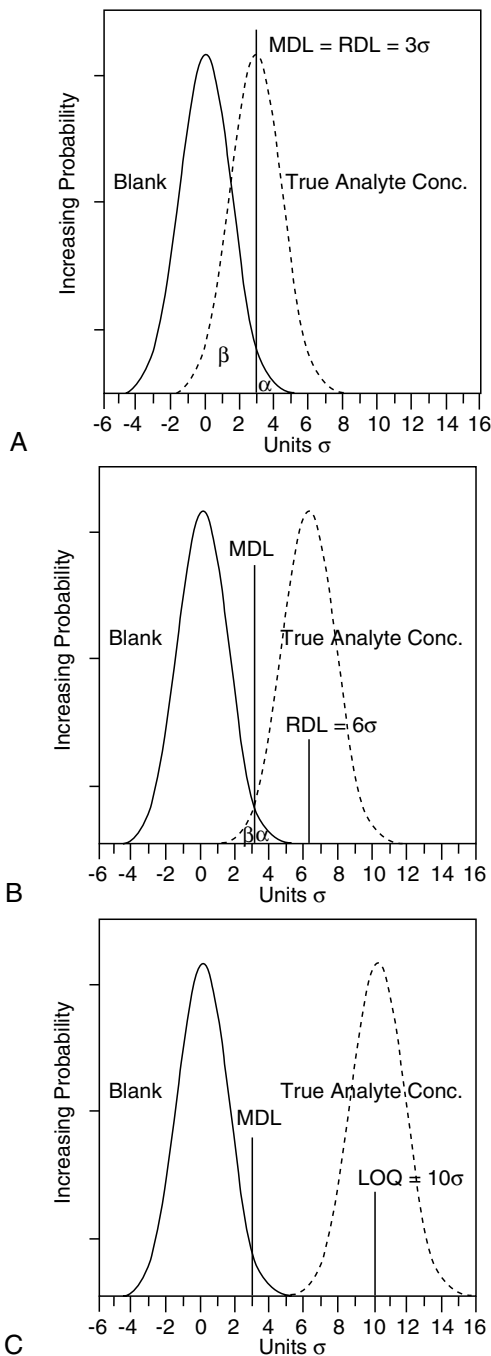 MDL = RDL = 3σ
Blank
True Analyte Conc.
Increasing Probability
β
α
-6 -4 -2 0 2 4 6 8 10 12 14 16
Units σ
A
MDL
Blank
True Analyte Conc.
Increasing Probability
RDL = 6σ
βα
-6 -4 -2 0 2 4 6 8 10 12 14 16
Units σ
B
Blank
True Analyte Conc.
MDL
Increasing Probability
LOQ = 10σ
-6 -4 -2 0 2 4 6 8 10 12 14 16
Units σ
C